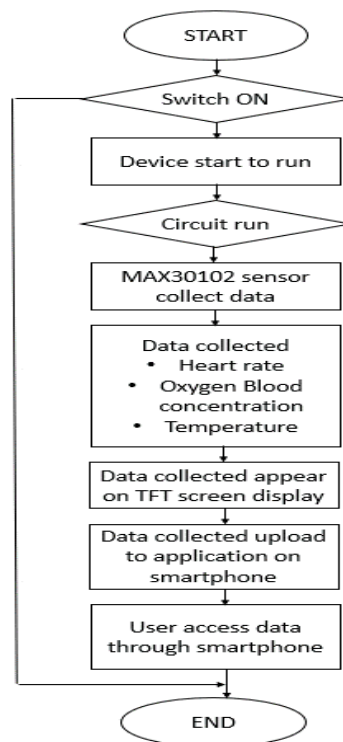 START
Switch ON
Device start to run
Circuit run
MAX30102 sensor
collect data
Data collected
• Heart rate
• Oxygen Blood
concentration
• Temperature
Data collected appear
on TFT screen display
Data collected upload
to application on
smartphone
User access data
through smartphone
END